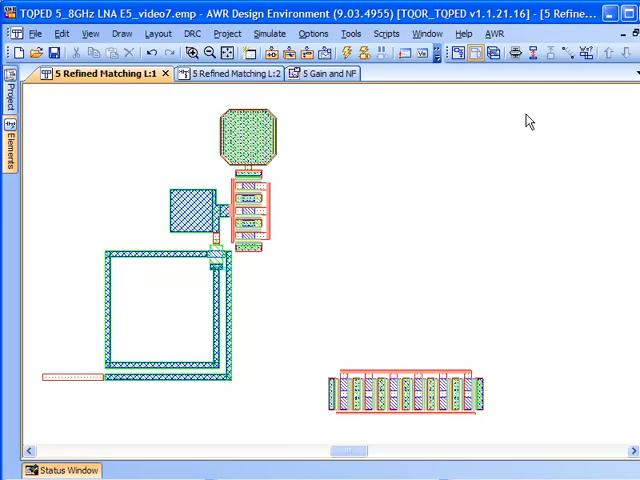 TQPED 5_8GHz LNA E5_video7.emp - AWR Design Environment (9.03.4955) [TQOR_TQPED v1.1.21.16] - [5 Refine...
File Edit View Draw Layout DRC Project Simulate Options Tools Scripts Window Help AWR
5 Refined Matching L:1
5 Refined Matching L:2
5 Gain and NF
Project
Elements
Status Window